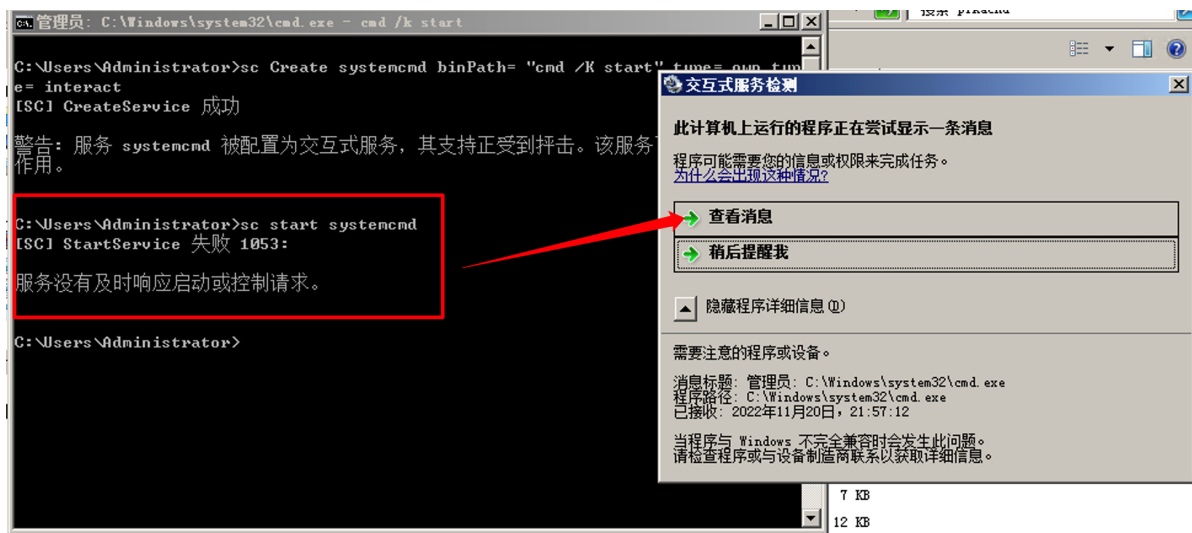 管理员: C:\Windows\system32\cmd.exe - cmd /k start
C:\Users\Administrator>sc Create systemcmd binPath= "cmd /K start" type= own typ
e= interact
[SC] CreateService 成功
警告: 服务 systemcmd 被配置为交互式服务，其支持正受到抨击。该服务
作用。
C:\Users\Administrator>sc start systemcmd
[SC] StartService 失败 1053:
服务没有及时响应启动或控制请求。
C:\Users\Administrator>
搜索 pikachu
交互式服务检测
此计算机上运行的程序正在尝试显示一条消息
程序可能需要您的信息或权限来完成任务。
为什么会出现这种情况?
查看消息
稍后提醒我
隐藏程序详细信息(D)
需要注意的程序或设备。
消息标题: 管理员: C:\Windows\system32\cmd.exe
程序路径: C:\Windows\system32\cmd.exe
已接收: 2022年11月20日，21:57:12
当程序与 Windows 不完全兼容时会发生此问题。
请检查程序或与设备制造商联系以获取详细信息。
7 KB
12 KB